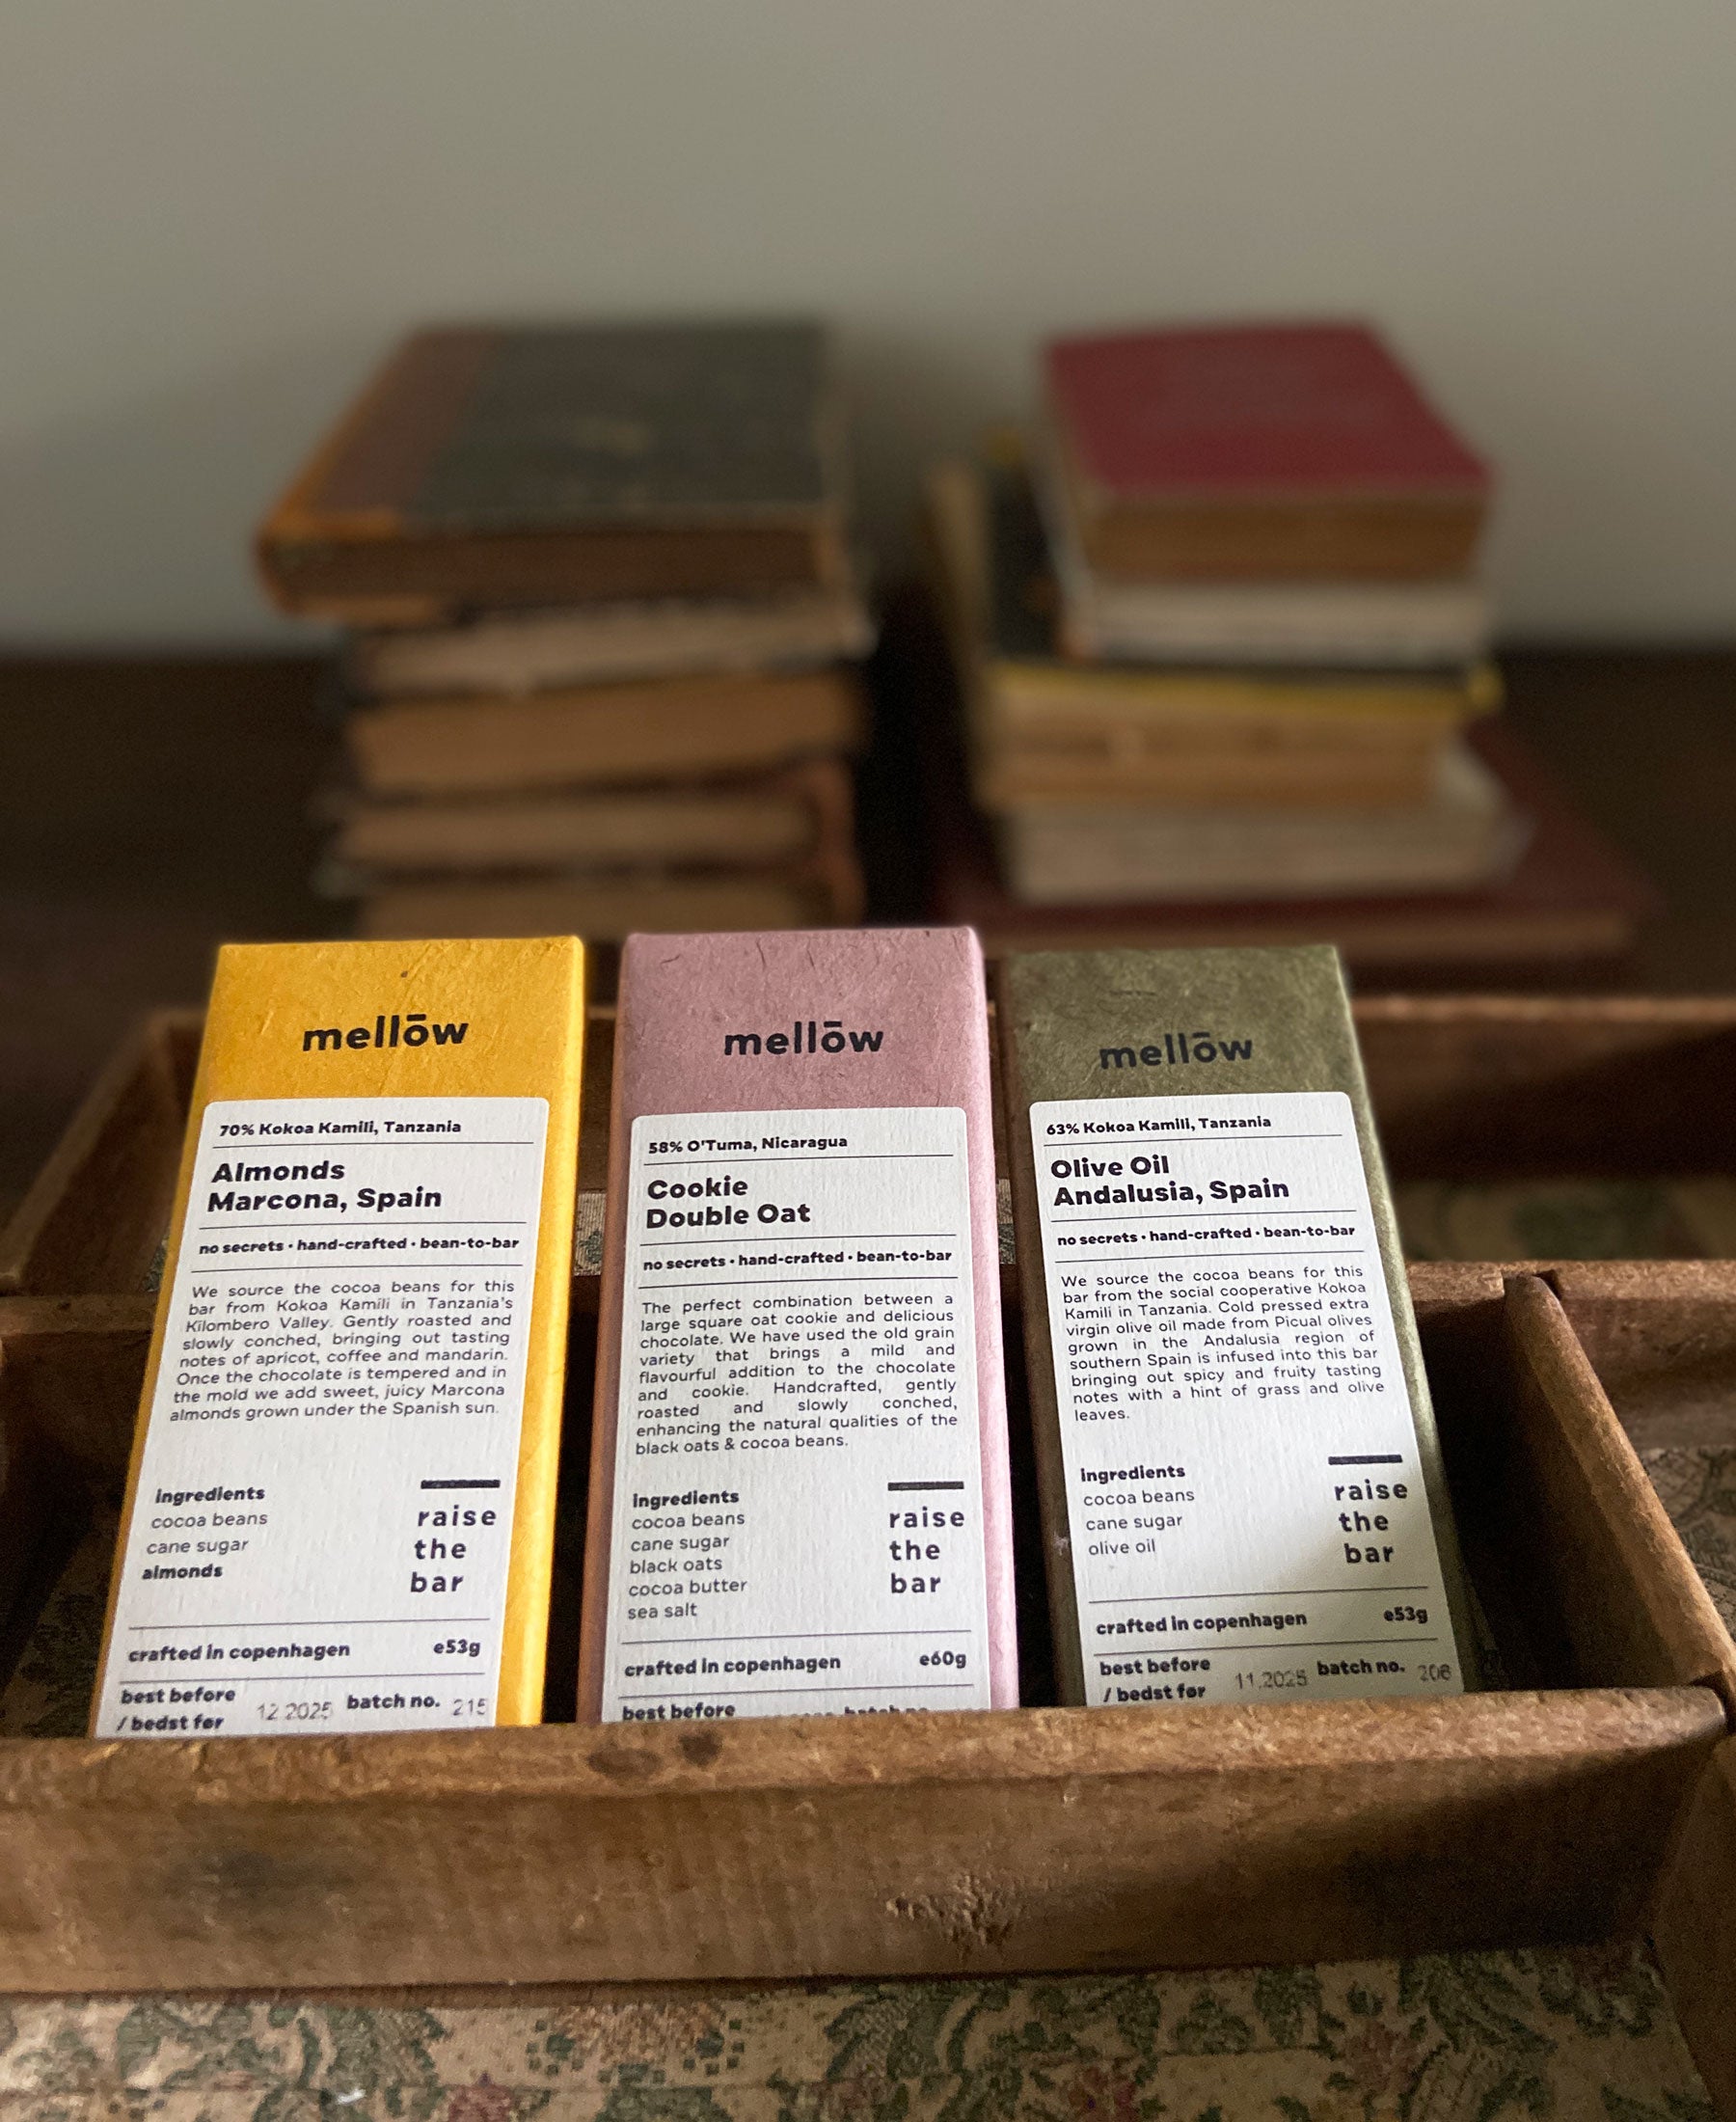 mellōw
70% Kokoa Kamili, Tanzania
Almonds
Marcona, Spain
no secrets • hand-crafted • bean-to-bar
We source the cocoa beans for this
bar from Kokoa Kamili in Tanzania's
Kilombero Valley. Gently roasted and
slowly conched, bringing out tasting
notes of apricot, coffee and mandarin.
Once the chocolate is tempered and in
the mold we add sweet, juicy Marcona
almonds grown under the Spanish sun.
ingredients
cocoa beans
cane sugar
almonds
raise
the
bar
crafted in copenhagen e53g
best before
/ bedst før
12.2025 batch no. 215
mellōw
58% O'Tuma, Nicaragua
Cookie
Double Oat
no secrets • hand-crafted • bean-to-bar
The perfect combination between a
large square oat cookie and delicious
chocolate. We have used the old grain
variety that brings a mild and
flavourful addition to the chocolate
and cookie. Handcrafted, gently
roasted and slowly conched,
enhancing the natural qualities of the
black oats & cocoa beans.
ingredients
cocoa beans
cane sugar
black oats
cocoa butter
sea salt
raise
the
bar
crafted in copenhagen e60g
best before
mellōw
63% Kokoa Kamili, Tanzania
Olive Oil
Andalusia, Spain
no secrets • hand-crafted • bean-to-bar
We source the cocoa beans for this
bar from the social cooperative Kokoa
Kamili in Tanzania. Cold pressed extra
virgin olive oil made from Picual olives
grown in the Andalusia region of
southern Spain is infused into this bar
bringing out spicy and fruity tasting
notes with a hint of grass and olive
leaves.
ingredients
cocoa beans
cane sugar
olive oil
raise
the
bar
crafted in copenhagen e53g
best before
/ bedst før
11.2025 batch no. 206